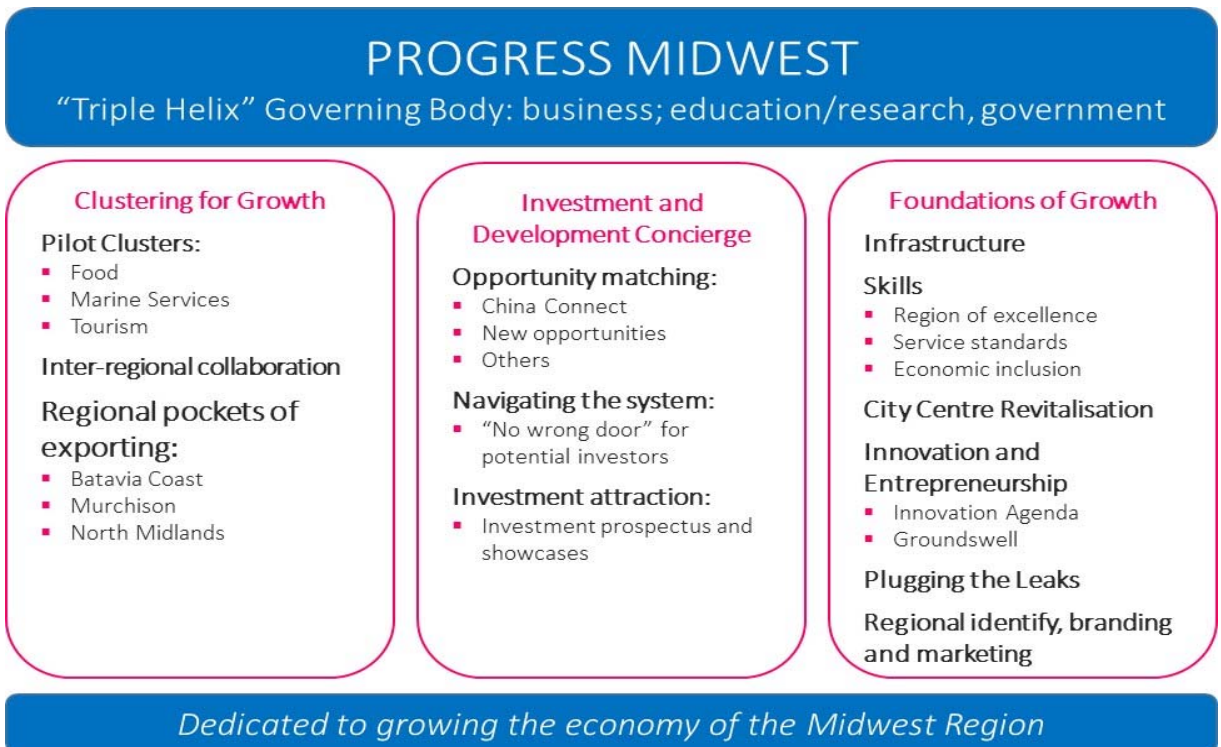 PROGRESS MIDWEST
“Triple Helix” Governing Body: business; education/research, government
Clustering for Growth
Pilot Clusters:
▪ Food
▪ Marine Services
▪ Tourism
Inter-regional collaboration
Regional pockets of
exporting:
▪ Batavia Coast
▪ Murchison
▪ North Midlands
Investment and
Development Concierge
Opportunity matching:
▪ China Connect
▪ New opportunities
▪ Others
Navigating the system:
▪ “No wrong door” for
potential investors
Investment attraction:
▪ Investment prospectus and
showcases
Foundations of Growth
Infrastructure
Skills
▪ Region of excellence
▪ Service standards
▪ Economic inclusion
City Centre Revitalisation
Innovation and
Entrepreneurship
▪ Innovation Agenda
▪ Groundswell
Plugging the Leaks
Regional identify, branding
and marketing
Dedicated to growing the economy of the Midwest Region